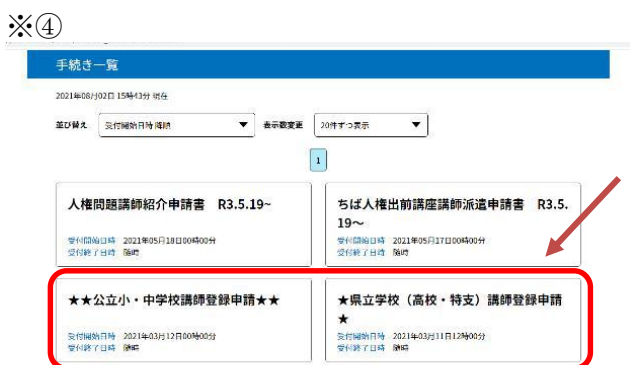 ※④
手続き一覧
2021年08月02日 15時43分 現在
並び替え 受付開始日時 降順 ▼ 表示数変更 20件ずつ表示 ▼
1
人権問題講師紹介申請書 R3.5.19~
受付開始日時 2021年05月18日00時00分
受付終了日時 随時
ちば人権出前講座講師派遣申請書 R3.5.
19～
受付開始日時 2021年05月17日00時00分
受付終了日時 随時
★★公立小・中学校講師登録申請★★
受付開始日時 2021年03月12日00時00分
受付終了日時 随時
★県立学校（高校・特支）講師登録申請
★
受付開始日時 2021年03月11日12時00分
受付終了日時 随時